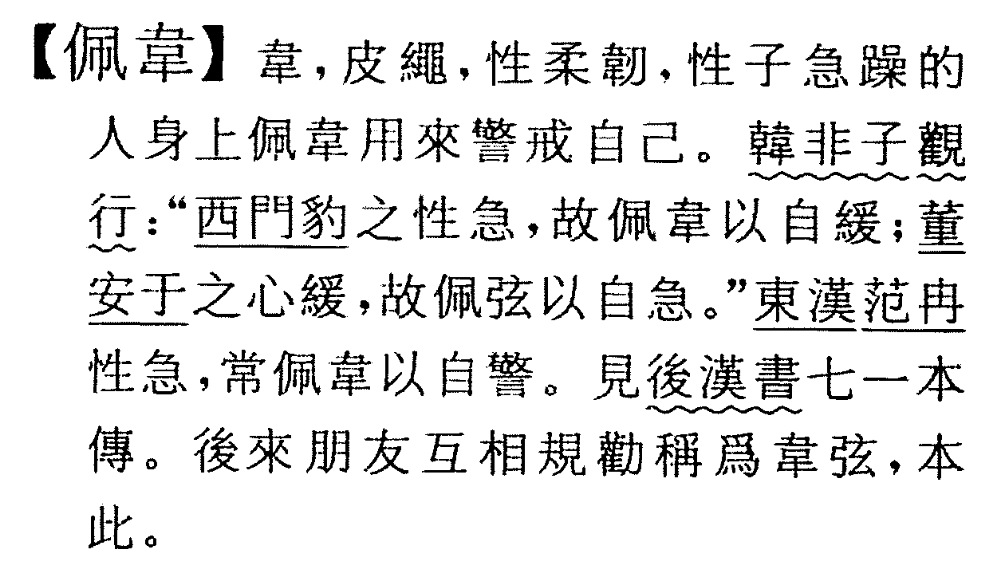 【佩韋】韋，皮繩，性柔韌，性子急躁的
人身上佩韋用來警戒自己。韓非子觀
行：“西門豹之性急，故佩韋以自緩；董
安于之心緩，故佩弦以自急。”東漢范冉
性急，常佩韋以自警。見後漢書七一本
傳。後來朋友互相規勸稱爲韋弦，本
此。